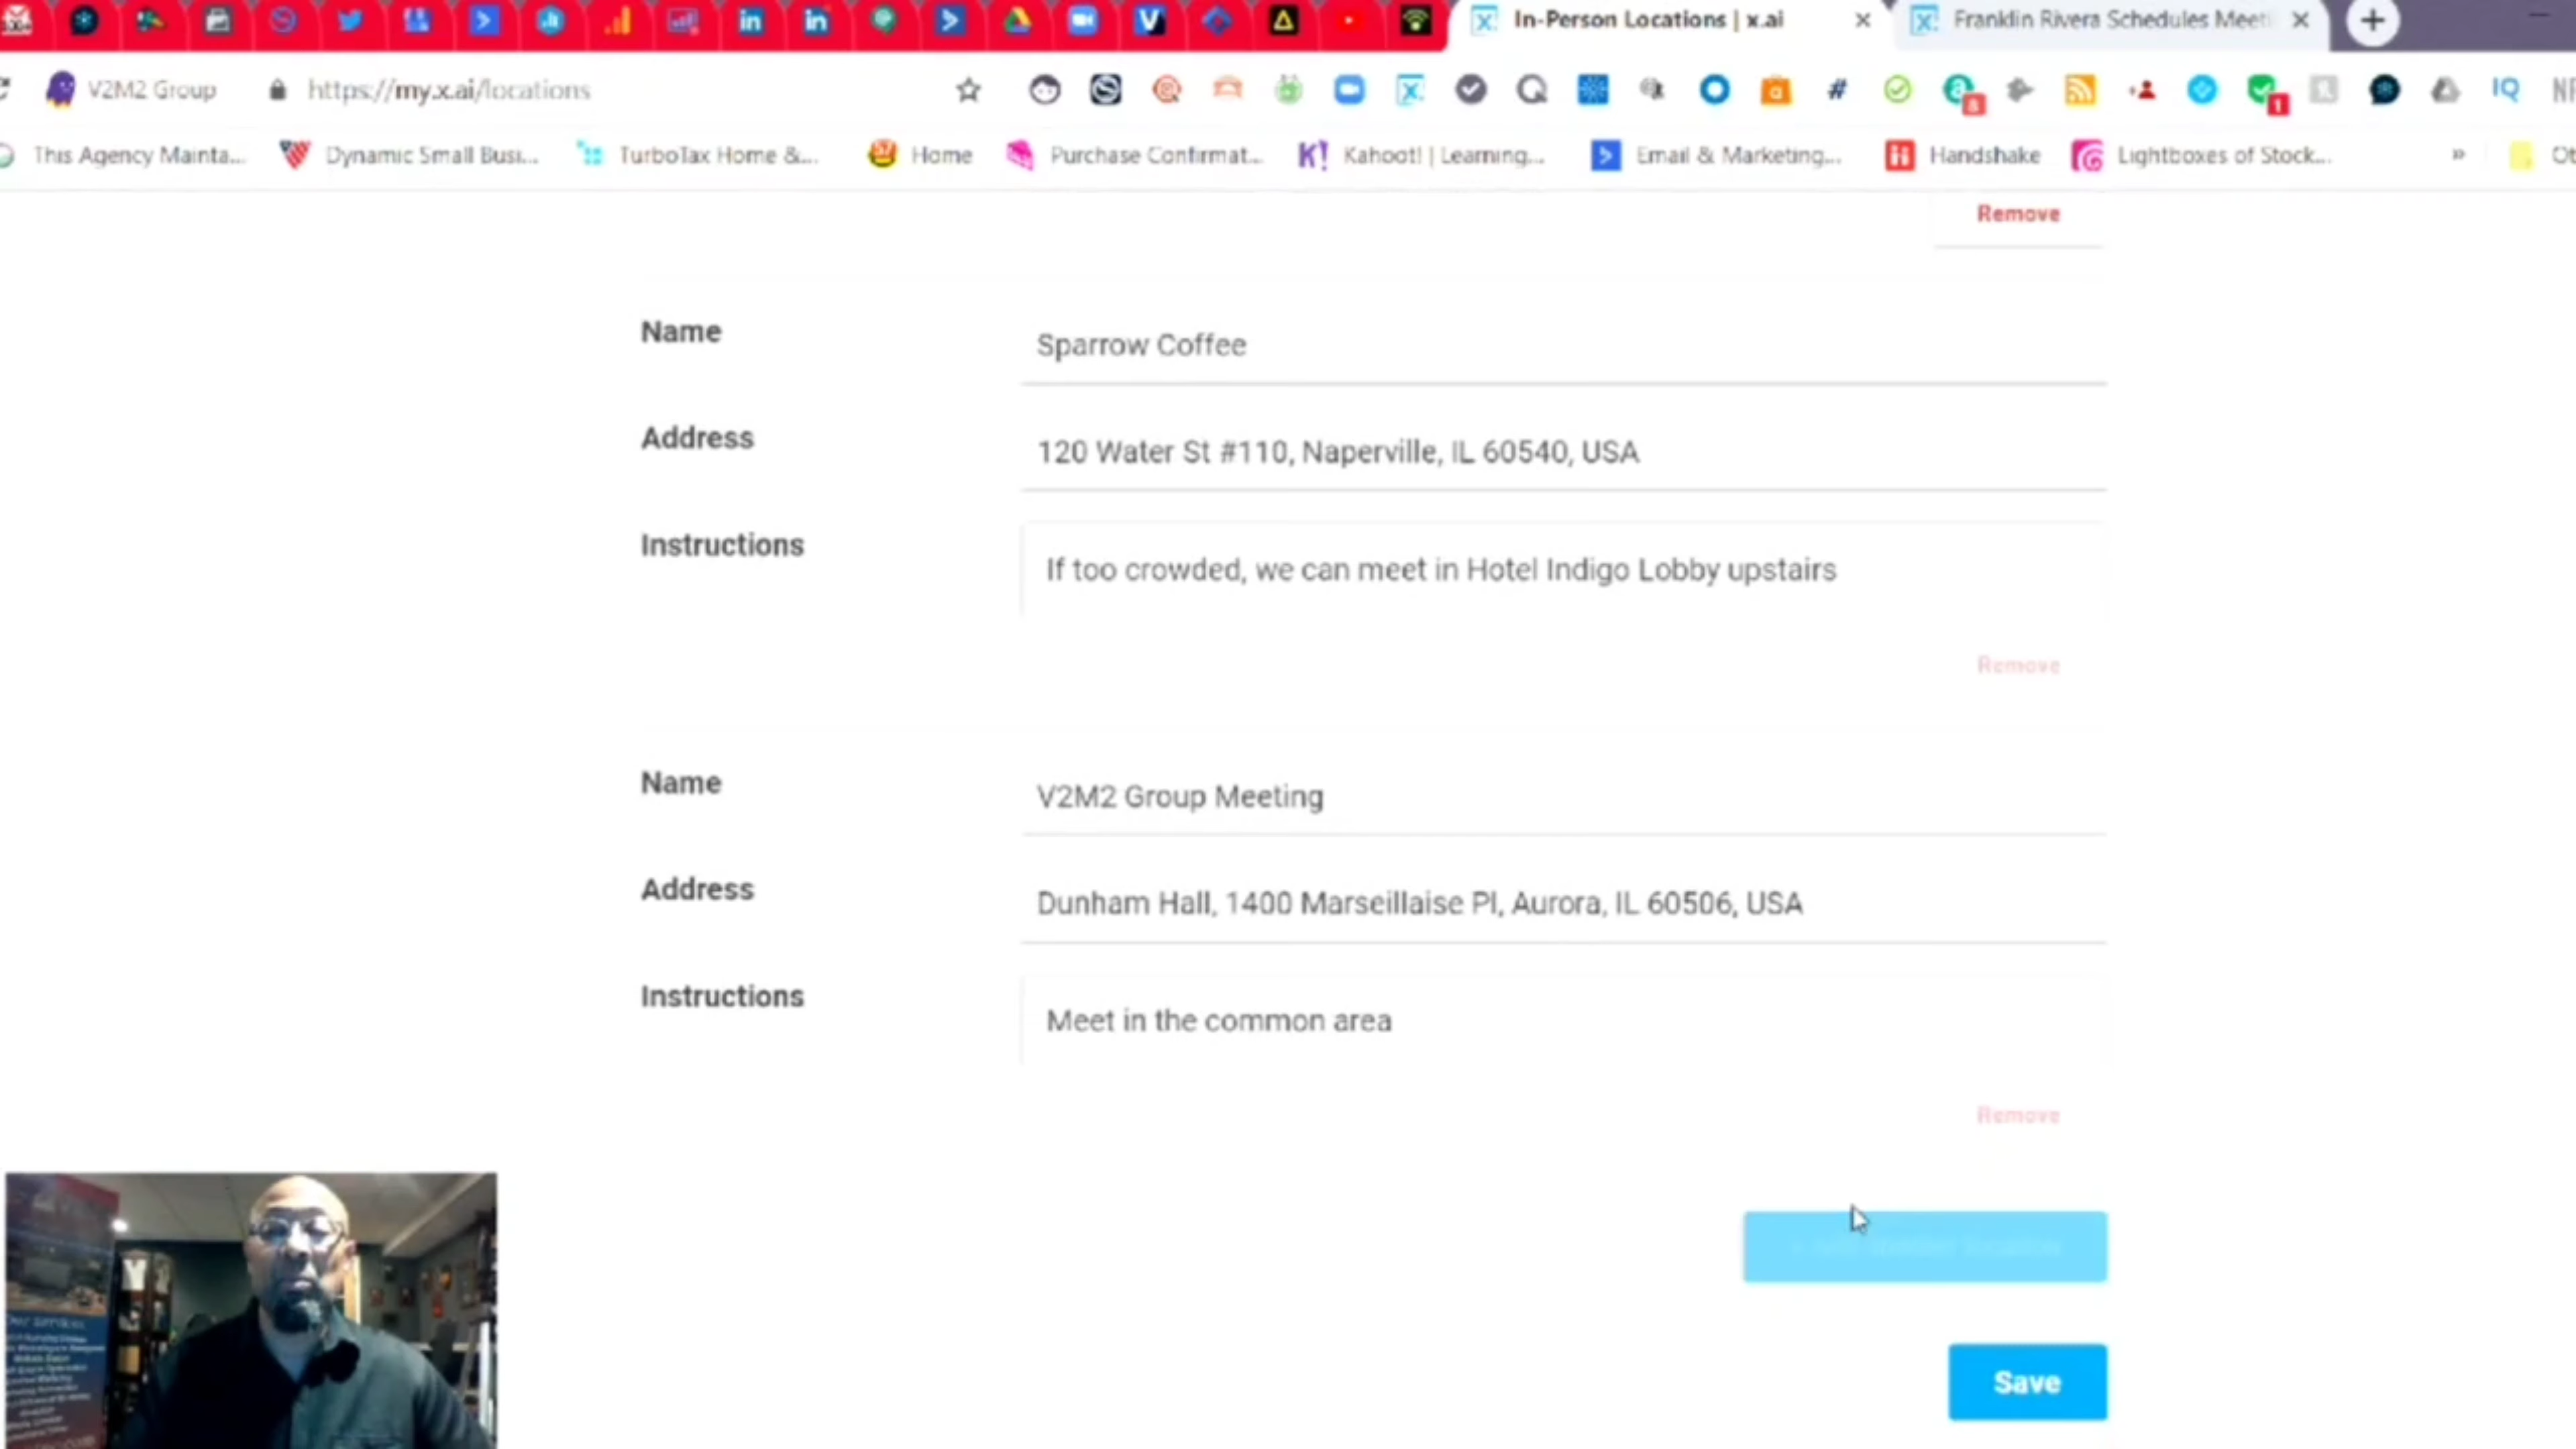 In-Person Locations | x.ai
Franklin Rivera Schedules Meeti
V2M2 Group
https://my.x.ai/locations
IQ
This Agency Mainta...
Dynamic Small Busi...
TurboTax Home &...
Home
Purchase Confirmat...
Kahoot! | Learning...
Email & Marketing...
Handshake
Lightboxes of Stock...
»
Ot
Remove
Name
Sparrow Coffee
Address
120 Water St #110, Naperville, IL 60540, USA
Instructions
If too crowded, we can meet in Hotel Indigo Lobby upstairs
Remove
Name
V2M2 Group Meeting
Address
Dunham Hall, 1400 Marseillaise Pl, Aurora, IL 60506, USA
Instructions
Meet in the common area
Remove
Save